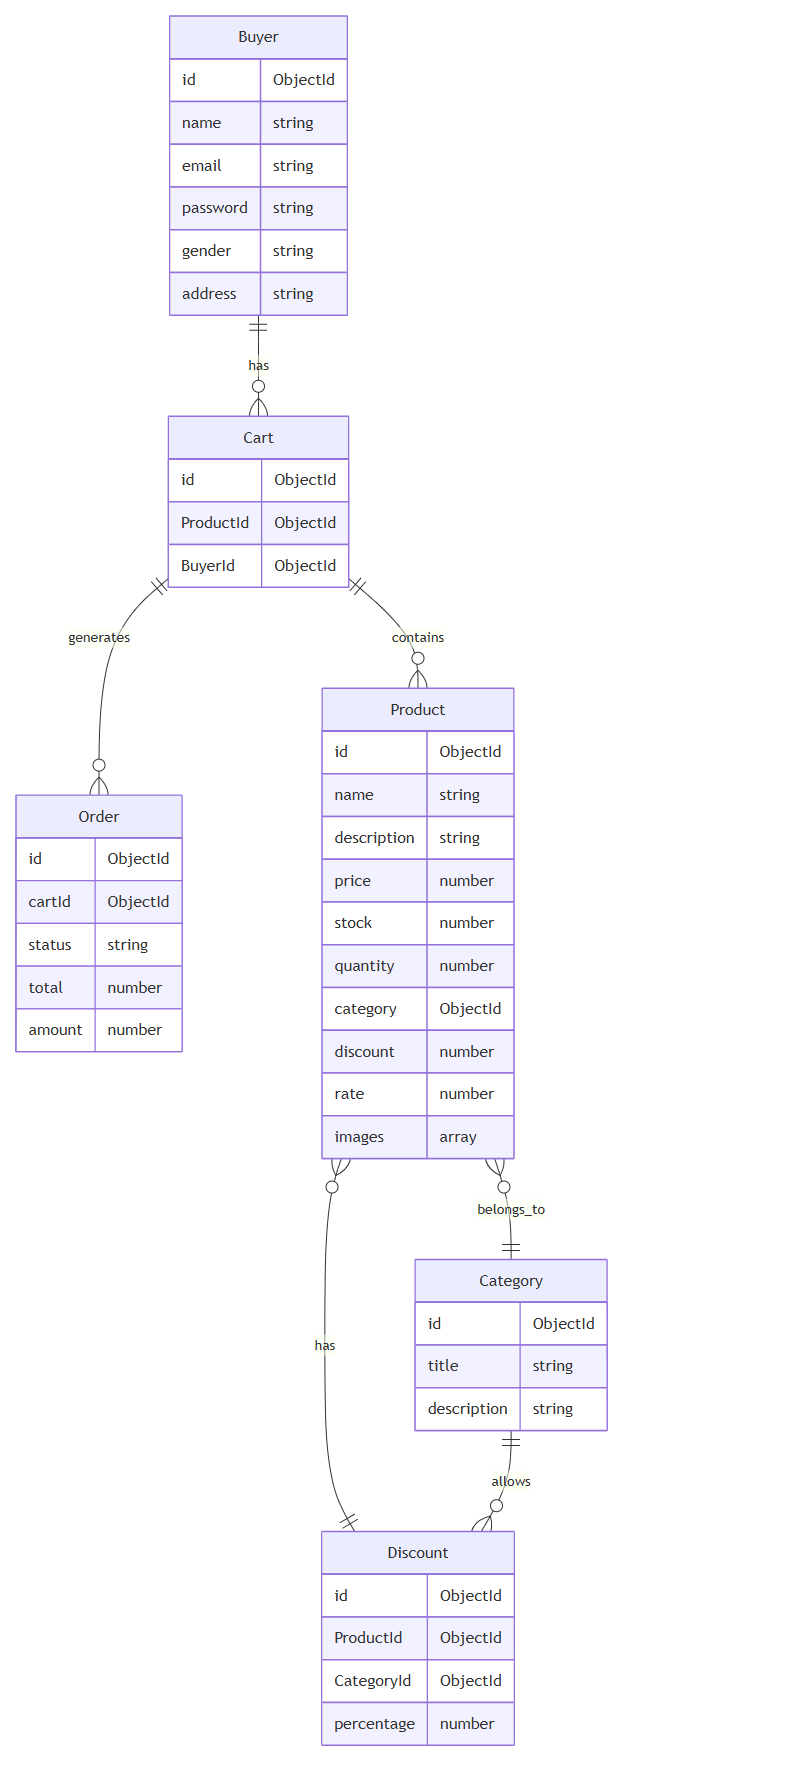 Buyer
id ObjectId
name string
email string
password string
gender string
address string
has
Cart
id ObjectId
ProductId ObjectId
BuyerId ObjectId
generates
contains
Order
id ObjectId
cartId ObjectId
status string
total number
amount number
Product
id ObjectId
name string
description string
price number
stock number
quantity number
category ObjectId
discount number
rate number
images array
belongs_to
has
Category
id ObjectId
title string
description string
allows
Discount
id ObjectId
ProductId ObjectId
CategoryId ObjectId
percentage number